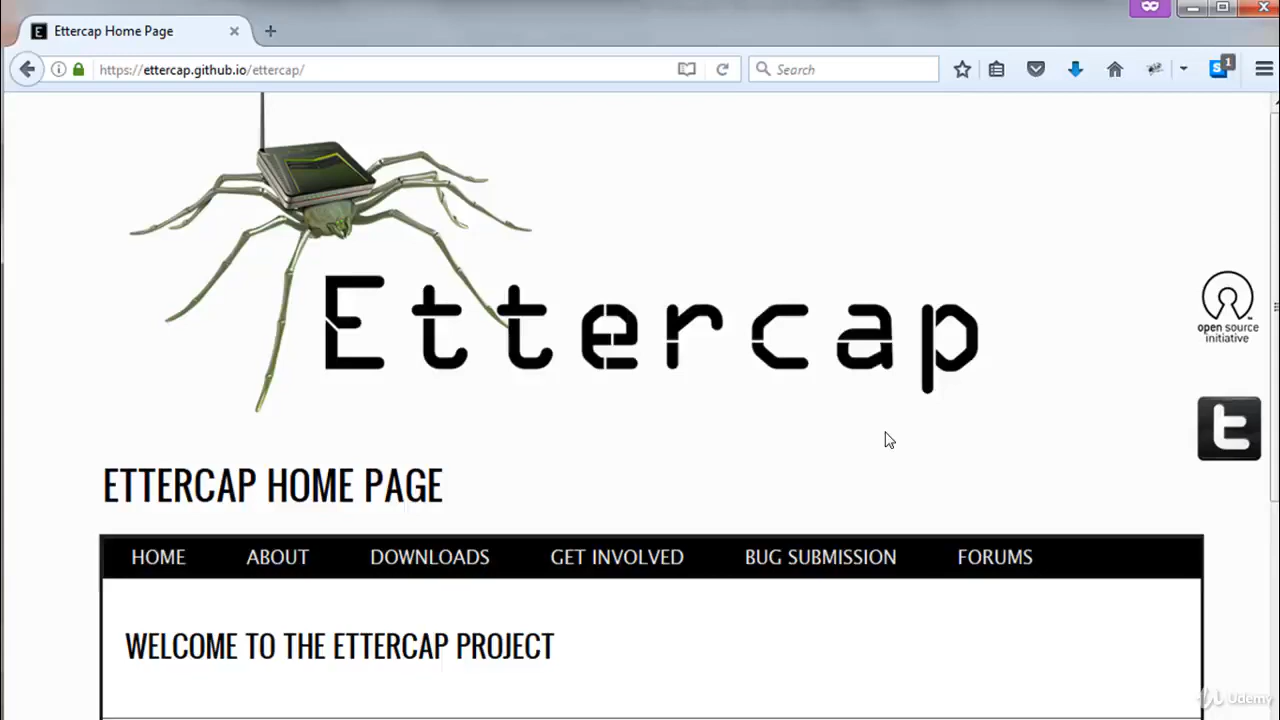 Ettercap Home Page
https://ettercap.github.io/ettercap/
Search
1
Ettercap
open source
initiative
ETTERCAP HOME PAGE
HOME ABOUT DOWNLOADS GET INVOLVED BUG SUBMISSION FORUMS
WELCOME TO THE ETTERCAP PROJECT
Udemy